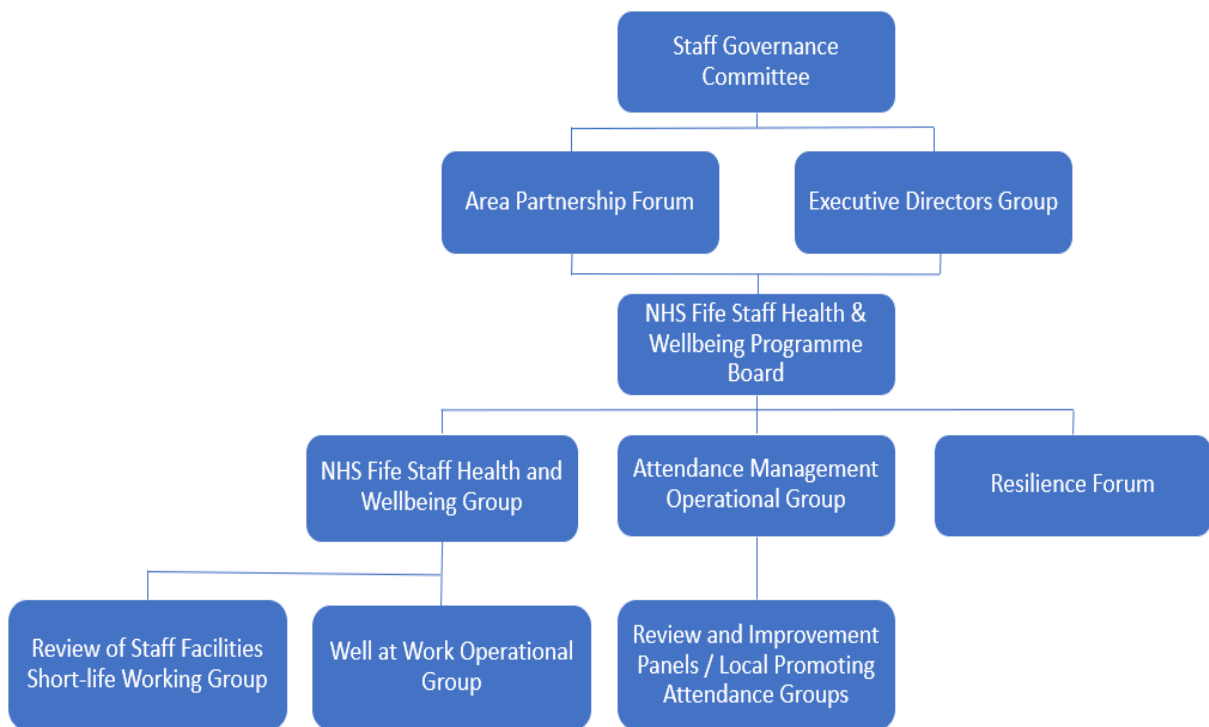 Staff Governance
Committee
Area Partnership Forum
Executive Directors Group
NHS Fife Staff Health &
Wellbeing Programme
Board
NHS Fife Staff Health and
Wellbeing Group
Attendance Management
Operational Group
Resilience Forum
Review of Staff Facilities
Short-life Working Group
Well at Work Operational
Group
Review and Improvement
Panels / Local Promoting
Attendance Groups